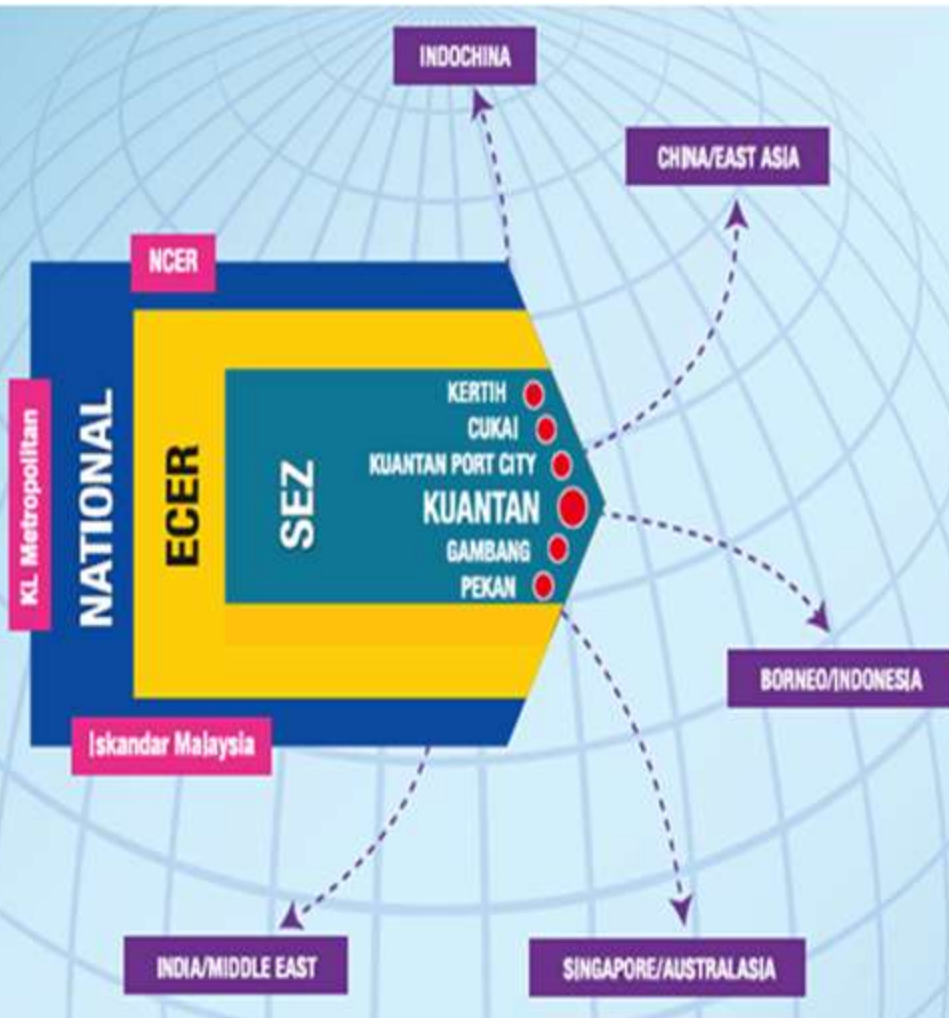 INDOCHINA
CHINA/EAST ASIA
NCER
KL Metropolitan
NATIONAL
ECER
SEZ
KERTIH
CUKAI
KUANTAN PORT CITY
KUANTAN
GAMBANG
PEKAN
BORNEO/INDONESIA
Iskandar Malaysia
INDIA/MIDDLE EAST
SINGAPORE/AUSTRALASIA